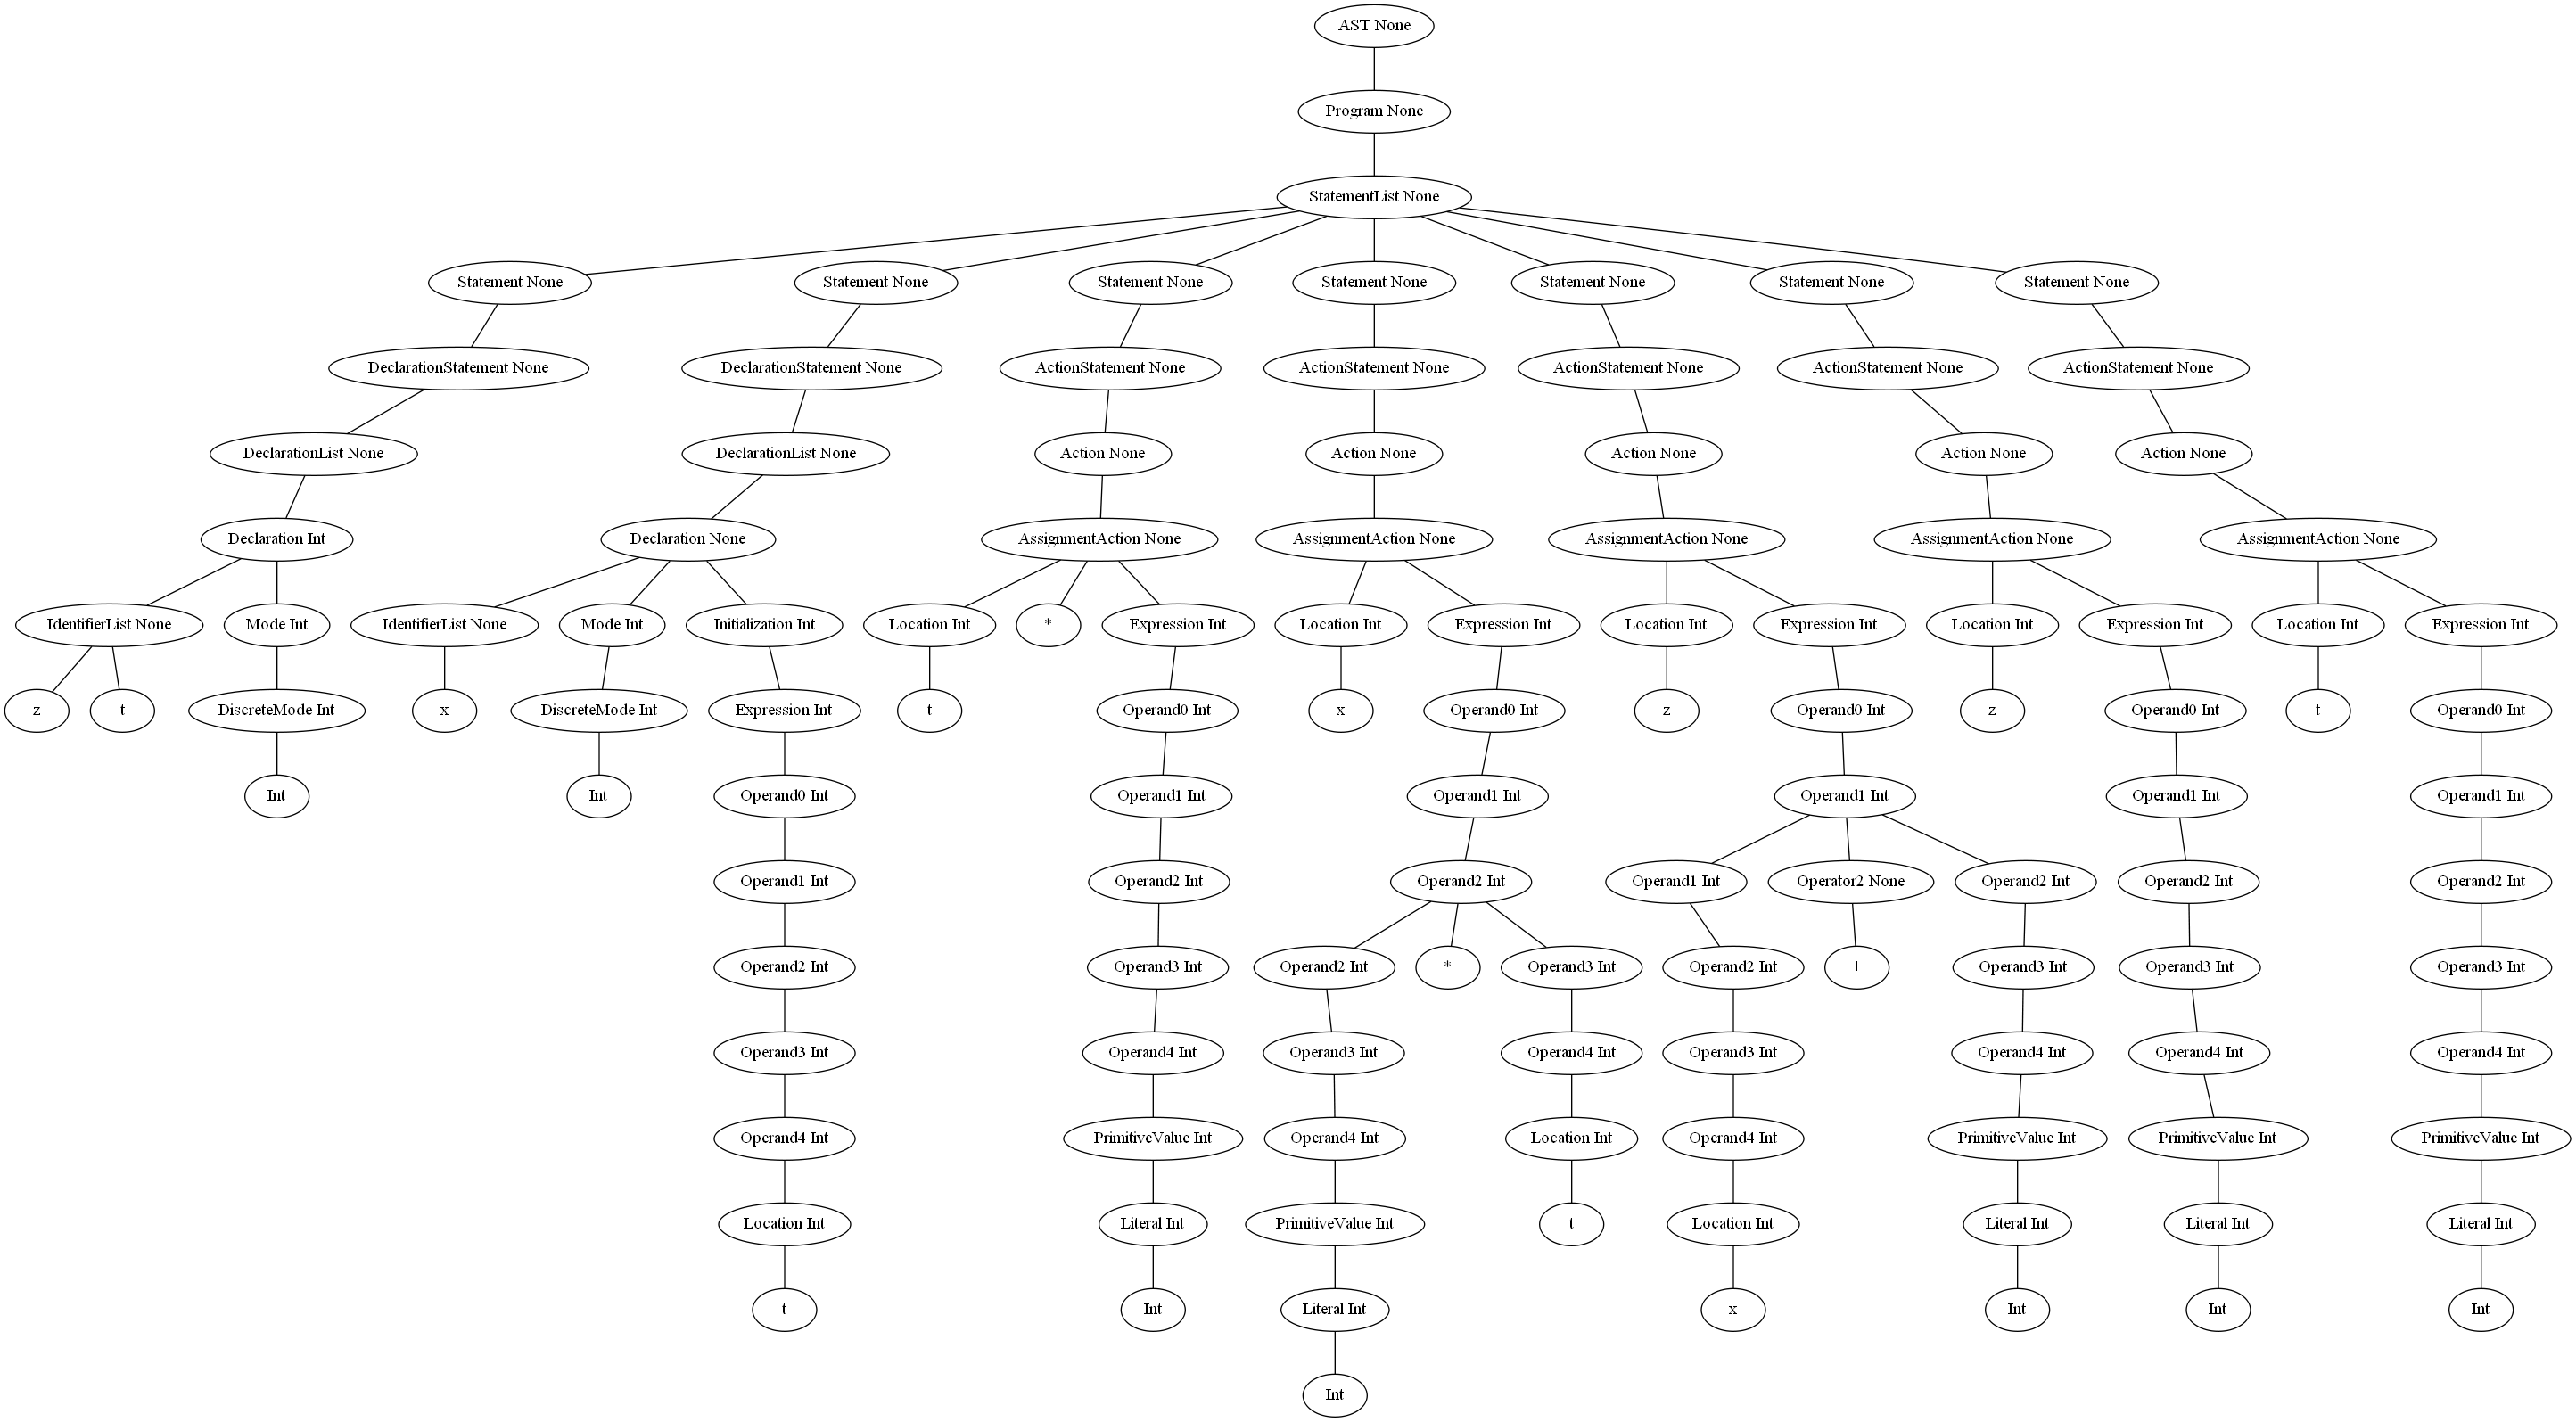 AST None
Program None
StatementList None
Statement None
Statement None
Statement None
Statement None
Statement None
Statement None
Statement None
DeclarationStatement None
DeclarationStatement None
ActionStatement None
ActionStatement None
ActionStatement None
ActionStatement None
ActionStatement None
DeclarationList None
DeclarationList None
Action None
Action None
Action None
Action None
Action None
Declaration Int
Declaration None
AssignmentAction None
AssignmentAction None
AssignmentAction None
AssignmentAction None
AssignmentAction None
IdentifierList None
Mode Int
IdentifierList None
Mode Int
Initialization Int
Location Int
*
Expression Int
Location Int
Expression Int
Location Int
Expression Int
Location Int
Expression Int
Location Int
Expression Int
z
t
DiscreteMode Int
x
DiscreteMode Int
Expression Int
t
Operand0 Int
x
Operand0 Int
z
Operand0 Int
z
Operand0 Int
t
Operand0 Int
Int
Int
Operand0 Int
Operand1 Int
Operand1 Int
Operand1 Int
Operand1 Int
Operand1 Int
Operand1 Int
Operand2 Int
Operand2 Int
Operand1 Int
Operator2 None
Operand2 Int
Operand2 Int
Operand2 Int
Operand2 Int
Operand3 Int
Operand2 Int
*
Operand3 Int
Operand2 Int
+
Operand3 Int
Operand3 Int
Operand3 Int
Operand3 Int
Operand4 Int
Operand3 Int
Operand4 Int
Operand3 Int
Operand4 Int
Operand4 Int
Operand4 Int
Operand4 Int
PrimitiveValue Int
Operand4 Int
Location Int
Operand4 Int
PrimitiveValue Int
PrimitiveValue Int
PrimitiveValue Int
Location Int
Literal Int
PrimitiveValue Int
t
Location Int
Literal Int
Literal Int
Literal Int
t
Int
Literal Int
x
Int
Int
Int
Int